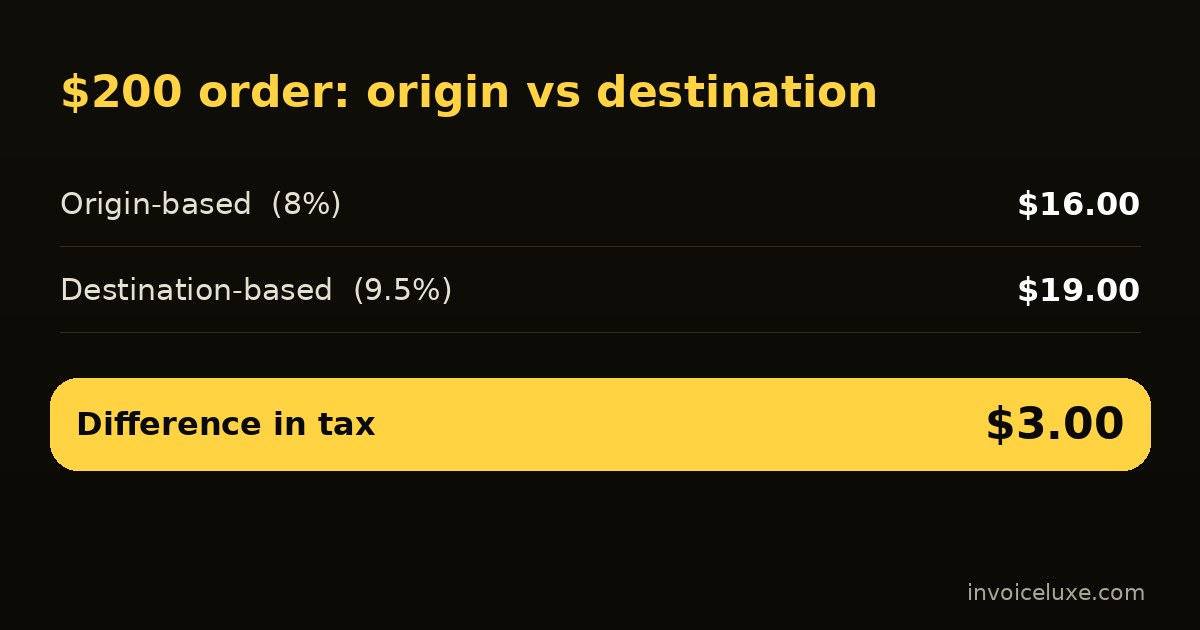 $200 order: origin vs destination
Origin-based (8%) $16.00
Destination-based (9.5%) $19.00
Difference in tax $3.00
invoiceluxe.com